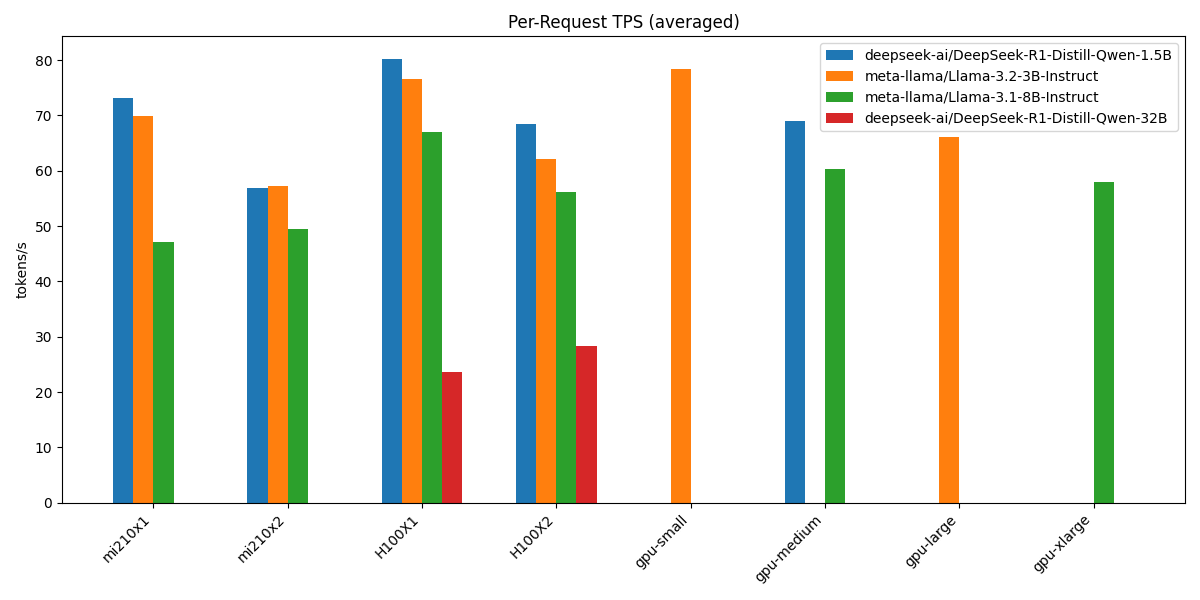 Per-Request TPS (averaged)
deepseek-ai/DeepSeek-R1-Distill-Qwen-1.5B
meta-llama/Llama-3.2-3B-Instruct
meta-llama/Llama-3.1-8B-Instruct
deepseek-ai/DeepSeek-R1-Distill-Qwen-32B
tokens/s
80
70
60
50
40
30
20
10
0
mi210x1
mi210x2
H100X1
H100X2
gpu-small
gpu-medium
gpu-large
gpu-xlarge